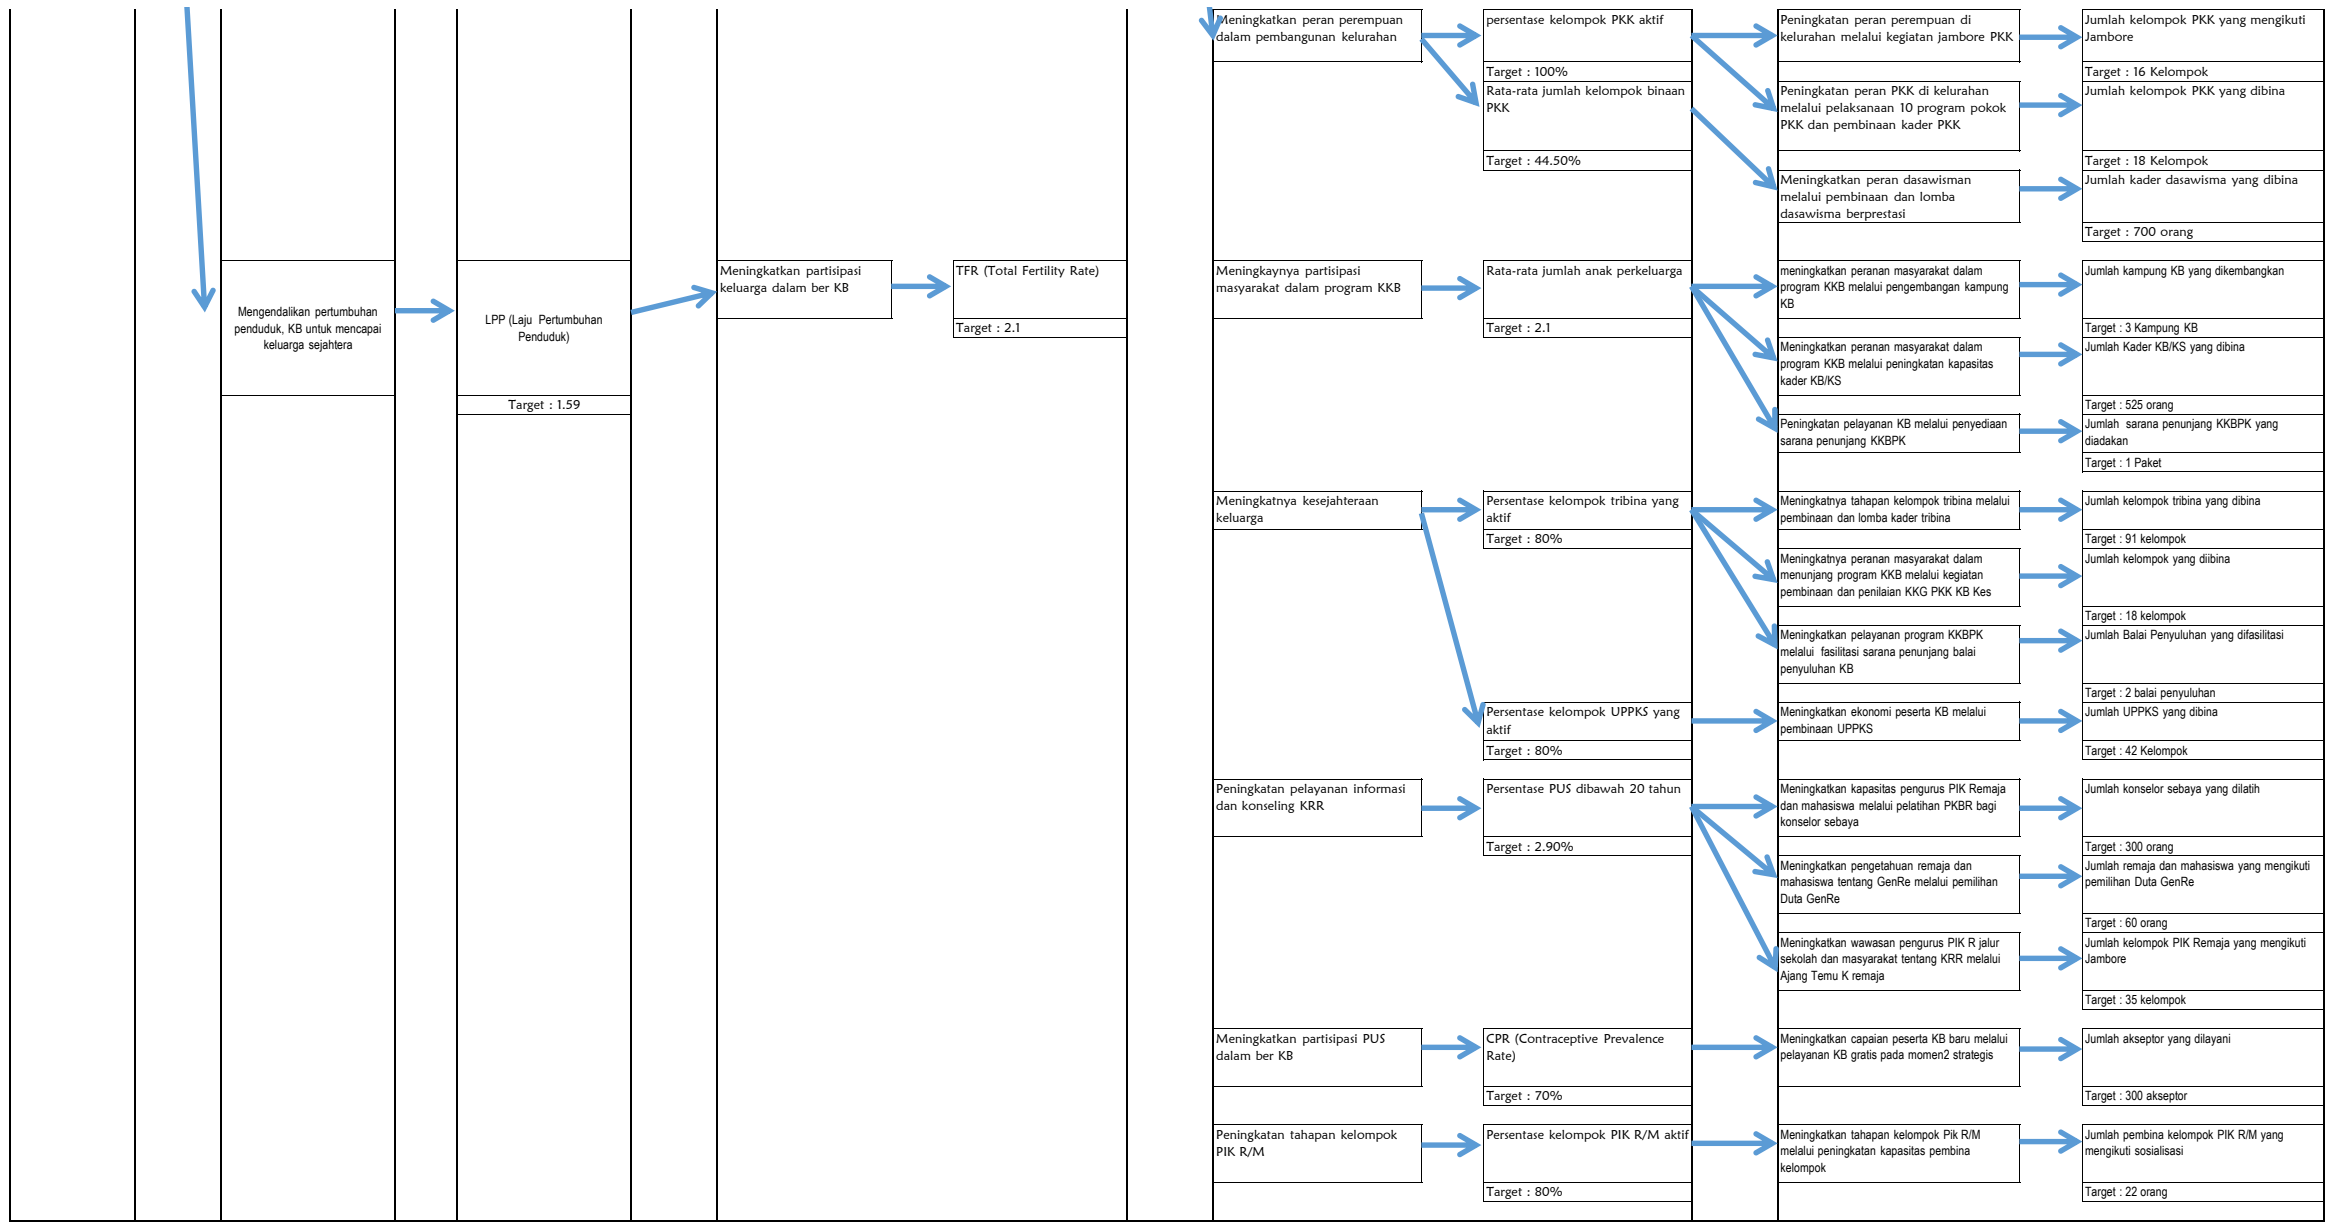 Meningkatkan peran perempuan
dalam pembangunan kelurahan
persentase kelompok PKK aktif
Target : 100%
Rata-rata jumlah kelompok binaan
PKK
Target : 44.50%
Peningkatan peran perempuan di
kelurahan melalui kegiatan jambore PKK
Jumlah kelompok PKK yang mengikuti
Jambore
Target : 16 Kelompok
Peningkatan peran PKK di kelurahan
melalui pelaksanaan 10 program pokok
PKK dan pembinaan kader PKK
Jumlah kelompok PKK yang dibina
Target : 18 Kelompok
Meningkatkan peran dasawisman
melalui pembinaan dan lomba
dasawisma berprestasi
Jumlah kader dasawisma yang dibina
Target : 700 orang
Mengendalikan pertumbuhan
penduduk, KB untuk mencapai
keluarga sejahtera
LPP (Laju Pertumbuhan
Penduduk)
Target : 1.59
Meningkatkan partisipasi
keluarga dalam ber KB
TFR (Total Fertility Rate)
Target : 2.1
Meningkaynya partisipasi
masyarakat dalam program KKB
Rata-rata jumlah anak perkeluarga
Target : 2.1
meningkatkan peranan masyarakat dalam
program KKB melalui pengembangan kampung
KB
Jumlah kampung KB yang dikembangkan
Target : 3 Kampung KB
Meningkatkan peranan masyarakat dalam
program KKB melalui peningkatan kapasitas
kader KB/KS
Jumlah Kader KB/KS yang dibina
Target : 525 orang
Peningkatan pelayanan KB melalui penyediaan
sarana penunjang KKBPK
Jumlah sarana penunjang KKBPK yang
diadakan
Target : 1 Paket
Meningkatnya kesejahteraan
keluarga
Persentase kelompok tribina yang
aktif
Target : 80%
Meningkatnya tahapan kelompok tribina melalui
pembinaan dan lomba kader tribina
Jumlah kelompok tribina yang dibina
Target : 91 kelompok
Meningkatnya peranan masyarakat dalam
menunjang program KKB melalui kegiatan
pembinaan dan penilaian KKG PKK KB Kes
Jumlah kelompok yang diibina
Target : 18 kelompok
Meningkatkan pelayanan program KKBPK
melalui fasilitasi sarana penunjang balai
penyuluhan KB
Jumlah Balai Penyuluhan yang difasilitasi
Target : 2 balai penyuluhan
Persentase kelompok UPPKS yang
aktif
Target : 80%
Meningkatkan ekonomi peserta KB melalui
pembinaan UPPKS
Jumlah UPPKS yang dibina
Target : 42 Kelompok
Peningkatan pelayanan informasi
dan konseling KRR
Persentase PUS dibawah 20 tahun
Target : 2.90%
Meningkatkan kapasitas pengurus PIK Remaja
dan mahasiswa melalui pelatihan PKBR bagi
konselor sebaya
Jumlah konselor sebaya yang dilatih
Target : 300 orang
Meningkatkan pengetahuan remaja dan
mahasiswa tentang GenRe melalui pemilihan
Duta GenRe
Jumlah remaja dan mahasiswa yang mengikuti
pemilihan Duta GenRe
Target : 60 orang
Meningkatkan wawasan pengurus PIK R jalur
sekolah dan masyarakat tentang KRR melalui
Ajang Temu K remaja
Jumlah kelompok PIK Remaja yang mengikuti
Jambore
Target : 35 kelompok
Meningkatkan partisipasi PUS
dalam ber KB
CPR (Contraceptive Prevalence
Rate)
Target : 70%
Meningkatkan capaian peserta KB baru melalui
pelayanan KB gratis pada momen2 strategis
Jumlah akseptor yang dilayani
Target : 300 akseptor
Peningkatan tahapan kelompok
PIK R/M
Persentase kelompok PIK R/M aktif
Target : 80%
Meningkatkan tahapan kelompok Pik R/M
melalui peningkatan kapasitas pembina
kelompok
Jumlah pembina kelompok PIK R/M yang
mengikuti sosialisasi
Target : 22 orang